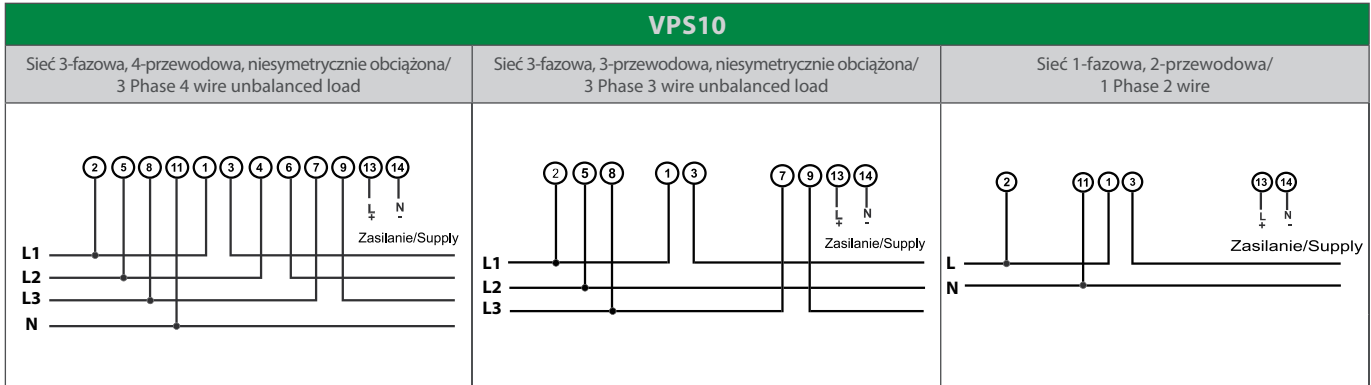 VPS10
Sieć 3-fazowa, 4-przewodowa, niesymetrycznie obciążona/
3 Phase 4 wire unbalanced load
Sieć 3-fazowa, 3-przewodowa, niesymetrycznie obciążona/
3 Phase 3 wire unbalanced load
Sieć 1-fazowa, 2-przewodowa/
1 Phase 2 wire
2 5 8 11 1 3 4 6 7 9 13 14
L N
+ -
Zasilanie/Supply
L1
L2
L3
N
2 5 8 1 3 7 9 13 14
L N
+ -
Zasilanie/Supply
L1
L2
L3
2 11 1 3 13 14
L N
+ -
Zasilanie/Supply
L
N